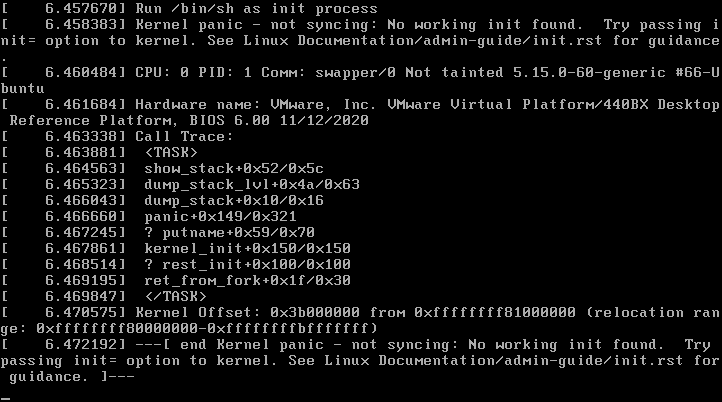 [    6.457670] Run /bin/sh as init process
[    6.458383] Kernel panic - not syncing: No working init found.  Try passing i
nit= option to kernel. See Linux Documentation/admin-guide/init.rst for guidance
.
[    6.460484] CPU: 0 PID: 1 Comm: swapper/0 Not tainted 5.15.0-60-generic #66-U
buntu
[    6.461684] Hardware name: VMware, Inc. VMware Virtual Platform/440BX Desktop
 Reference Platform, BIOS 6.00 11/12/2020
[    6.463338] Call Trace:
[    6.463881]  <TASK>
[    6.464563]  show_stack+0x52/0x5c
[    6.465323]  dump_stack_lvl+0x4a/0x63
[    6.466043]  dump_stack+0x10/0x16
[    6.466660]  panic+0x149/0x321
[    6.467245]  ? putname+0x59/0x70
[    6.467861]  kernel_init+0x150/0x150
[    6.468514]  ? rest_init+0x100/0x100
[    6.469195]  ret_from_fork+0x1f/0x30
[    6.469847]  </TASK>
[    6.470575] Kernel Offset: 0x3b000000 from 0xffffffff81000000 (relocation ran
ge: 0xffffffff80000000-0xffffffffbfffffff)
[    6.472192] ---[ end Kernel panic - not syncing: No working init found.  Try 
passing init= option to kernel. See Linux Documentation/admin-guide/init.rst for
 guidance. ]---
_